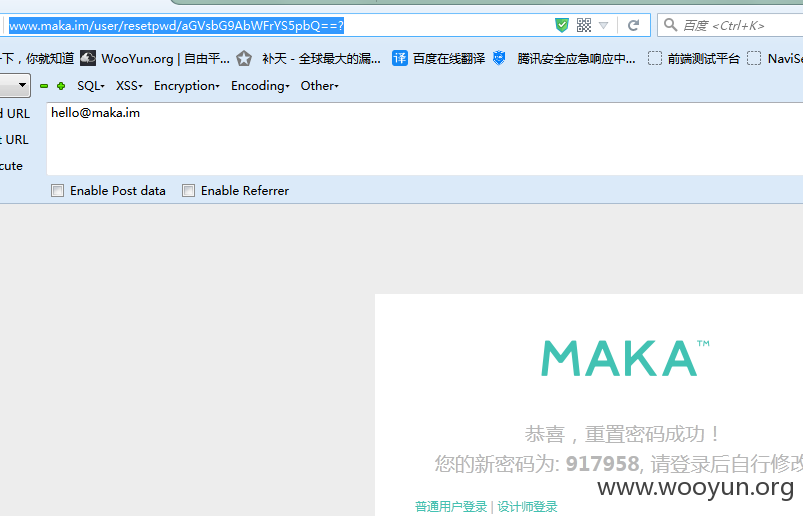 www.maka.im/user/resetpwd/aGVsbG9AbWFrYS5pbQ==?
百度 <Ctrl+K>
一下，你就知道 WooYun.org | 自由平... 补天 - 全球最大的漏... 译 百度在线翻译 腾讯安全应急响应中... 前端测试平台 NaviSe
SQL XSS Encryption Encoding Other
d URL hello@maka.im
t URL
cute
Enable Post data Enable Referrer
MAKA™
恭喜，重置密码成功！
您的新密码为: 917958, 请登录后自行修改
www.wooyun.org
普通用户登录 | 设计师登录